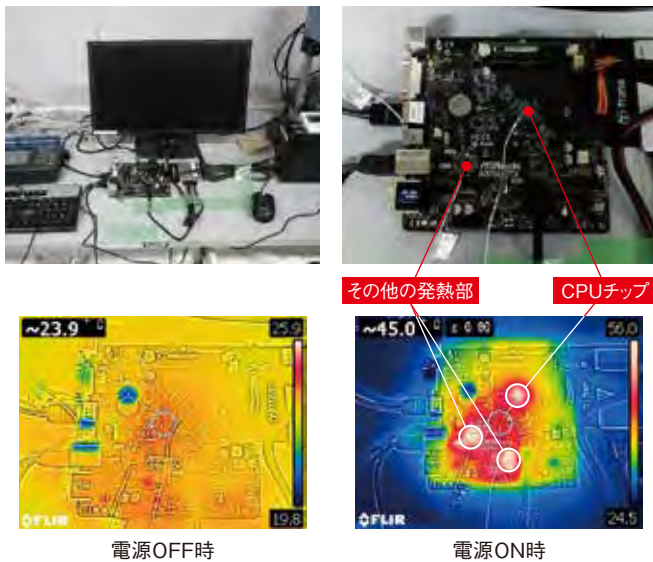 その他の発熱部
CPUチップ
~23.9
25.9
19.8
FLIR
電源OFF時
~45.0
ε 0.80
56.0
24.5
FLIR
電源ON時